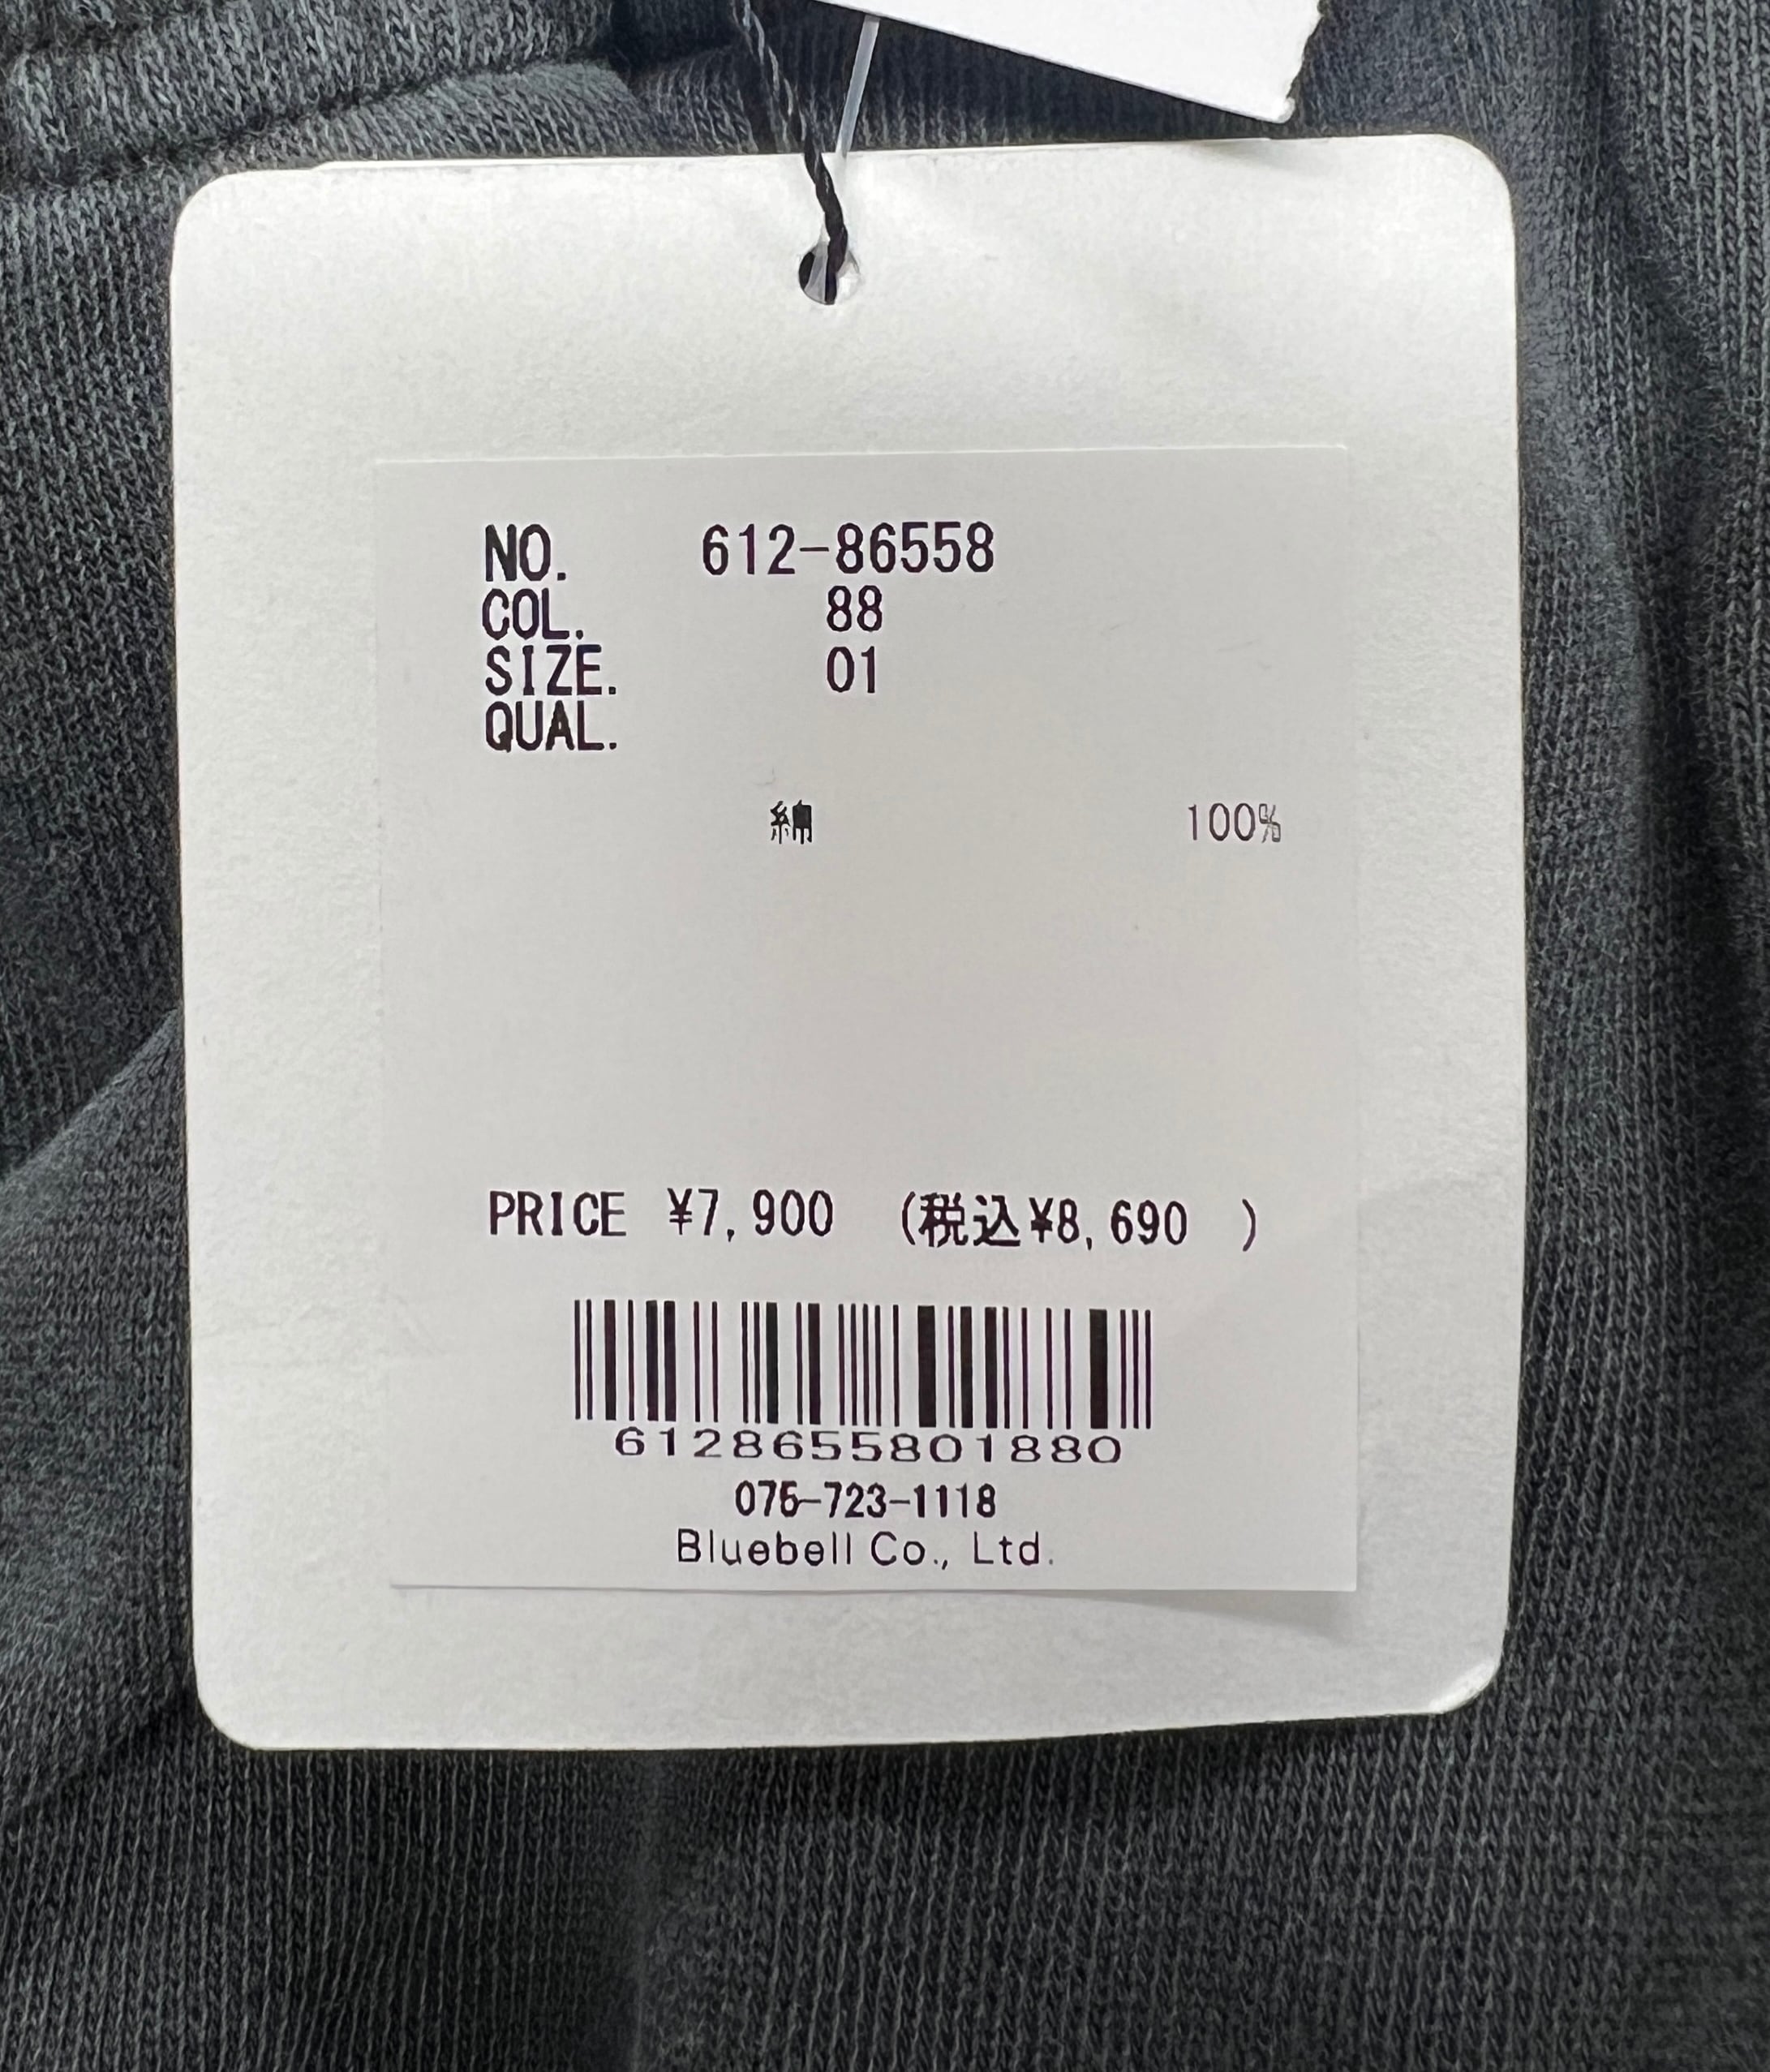 NO. 612-86558
COL. 88
SIZE. 01
QUAL.
綿 100%
PRICE ¥7,900 (税込¥8,690 )
6128655801880
075-723-1118
Bluebell Co., Ltd.